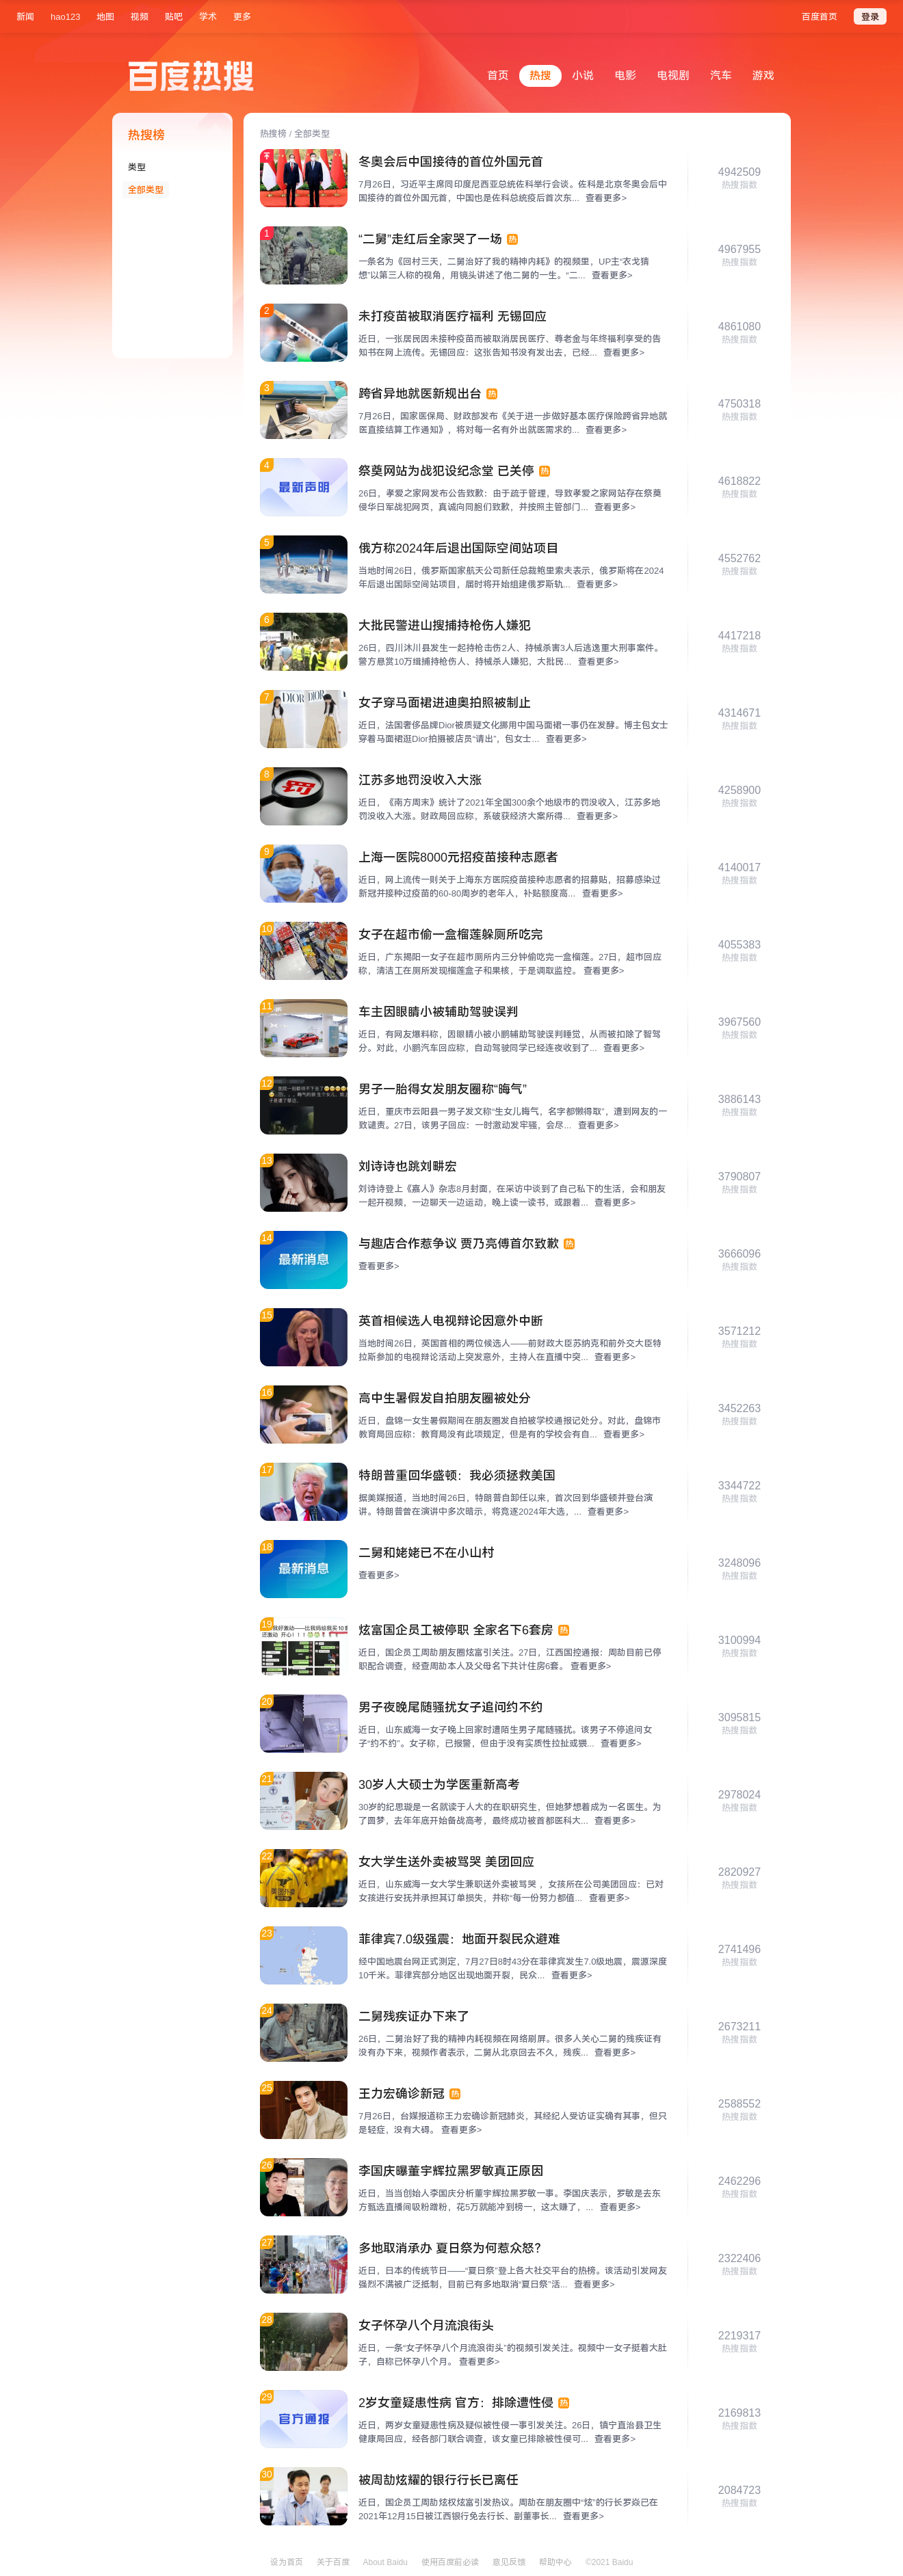 新闻 hao123 地图 视频 贴吧 学术 更多 百度首页 登录
百度热搜
首页 热搜 小说 电影 电视剧 汽车 游戏
热搜榜
类型
全部类型
热搜榜 / 全部类型
冬奥会后中国接待的首位外国元首
7月26日，习近平主席同印度尼西亚总统佐科举行会谈。佐科是北京冬奥会后中
国接待的首位外国元首，中国也是佐科总统疫后首次东... 查看更多>
4942509
热搜指数
1
“二舅”走红后全家哭了一场 热
一条名为《回村三天，二舅治好了我的精神内耗》的视频里，UP主“衣戈猜
想”以第三人称的视角，用镜头讲述了他二舅的一生。“二... 查看更多>
4967955
热搜指数
2
未打疫苗被取消医疗福利 无锡回应
近日，一张居民因未接种疫苗而被取消居民医疗、尊老金与年终福利享受的告
知书在网上流传。无锡回应：这张告知书没有发出去，已经... 查看更多>
4861080
热搜指数
3
跨省异地就医新规出台 热
7月26日，国家医保局、财政部发布《关于进一步做好基本医疗保险跨省异地就
医直接结算工作通知》，将对每一名有外出就医需求的... 查看更多>
4750318
热搜指数
4
最新声明
祭奠网站为战犯设纪念堂 已关停 热
26日，孝爱之家网发布公告致歉：由于疏于管理，导致孝爱之家网站存在祭奠
侵华日军战犯网页，真诚向同胞们致歉，并按照主管部门... 查看更多>
4618822
热搜指数
5
俄方称2024年后退出国际空间站项目
当地时间26日，俄罗斯国家航天公司新任总裁鲍里索夫表示，俄罗斯将在2024
年后退出国际空间站项目，届时将开始组建俄罗斯轨... 查看更多>
4552762
热搜指数
6
大批民警进山搜捕持枪伤人嫌犯
26日，四川沐川县发生一起持枪击伤2人、持械杀害3人后逃逸重大刑事案件。
警方悬赏10万缉捕持枪伤人、持械杀人嫌犯，大批民... 查看更多>
4417218
热搜指数
7
DIOR DIOR
女子穿马面裙进迪奥拍照被制止
近日，法国奢侈品牌Dior被质疑文化挪用中国马面裙一事仍在发酵。博主包女士
穿着马面裙逛Dior拍摄被店员“请出”，包女士... 查看更多>
4314671
热搜指数
8
罚
江苏多地罚没收入大涨
近日，《南方周末》统计了2021年全国300余个地级市的罚没收入，江苏多地
罚没收入大涨。财政局回应称，系破获经济大案所得... 查看更多>
4258900
热搜指数
9
上海一医院8000元招疫苗接种志愿者
近日，网上流传一则关于上海东方医院疫苗接种志愿者的招募贴，招募感染过
新冠并接种过疫苗的60-80周岁的老年人，补贴额度高... 查看更多>
4140017
热搜指数
10
女子在超市偷一盒榴莲躲厕所吃完
近日，广东揭阳一女子在超市厕所内三分钟偷吃完一盒榴莲。27日，超市回应
称，清洁工在厕所发现榴莲盒子和果核，于是调取监控。 查看更多>
4055383
热搜指数
11
车主因眼睛小被辅助驾驶误判
近日，有网友爆料称，因眼睛小被小鹏辅助驾驶误判睡觉，从而被扣除了智驾
分。对此，小鹏汽车回应称，自动驾驶同学已经连夜收到了... 查看更多>
3967560
热搜指数
12
男子一胎得女发朋友圈称“晦气”
近日，重庆市云阳县一男子发文称“生女儿晦气，名字都懒得取”，遭到网友的一
致谴责。27日，该男子回应：一时激动发牢骚，会尽... 查看更多>
3886143
热搜指数
13
刘诗诗也跳刘畊宏
刘诗诗登上《嘉人》杂志8月封面，在采访中谈到了自己私下的生活，会和朋友
一起开视频，一边聊天一边运动，晚上读一读书，或跟着... 查看更多>
3790807
热搜指数
14
最新消息
与趣店合作惹争议 贾乃亮傅首尔致歉 热
查看更多>
3666096
热搜指数
15
英首相候选人电视辩论因意外中断
当地时间26日，英国首相的两位候选人——前财政大臣苏纳克和前外交大臣特
拉斯参加的电视辩论活动上突发意外，主持人在直播中突... 查看更多>
3571212
热搜指数
16
高中生暑假发自拍朋友圈被处分
近日，盘锦一女生暑假期间在朋友圈发自拍被学校通报记处分。对此，盘锦市
教育局回应称：教育局没有此项规定，但是有的学校会有自... 查看更多>
3452263
热搜指数
17
特朗普重回华盛顿：我必须拯救美国
据美媒报道，当地时间26日，特朗普自卸任以来，首次回到华盛顿并登台演
讲。特朗普曾在演讲中多次暗示，将竞逐2024年大选，... 查看更多>
3344722
热搜指数
18
最新消息
二舅和姥姥已不在小山村
查看更多>
3248096
热搜指数
19
炫富国企员工被停职 全家名下6套房 热
近日，国企员工周劼朋友圈炫富引关注。27日，江西国控通报：周劼目前已停
职配合调查，经查周劼本人及父母名下共计住房6套。 查看更多>
3100994
热搜指数
20
男子夜晚尾随骚扰女子追问约不约
近日，山东威海一女子晚上回家时遭陌生男子尾随骚扰。该男子不停追问女
子“约不约”。女子称，已报警，但由于没有实质性拉扯或猥... 查看更多>
3095815
热搜指数
21
30岁人大硕士为学医重新高考
30岁的纪思璇是一名就读于人大的在职研究生，但她梦想着成为一名医生。为
了圆梦，去年年底开始备战高考，最终成功被首都医科大... 查看更多>
2978024
热搜指数
22
美团外卖
女大学生送外卖被骂哭 美团回应
近日，山东威海一女大学生兼职送外卖被骂哭 ，女孩所在公司美团回应：已对
女孩进行安抚并承担其订单损失，并称“每一份努力都值... 查看更多>
2820927
热搜指数
23
菲律宾7.0级强震：地面开裂民众避难
经中国地震台网正式测定，7月27日8时43分在菲律宾发生7.0级地震，震源深度
10千米。菲律宾部分地区出现地面开裂，民众... 查看更多>
2741496
热搜指数
24
二舅残疾证办下来了
26日，二舅治好了我的精神内耗视频在网络刷屏。很多人关心二舅的残疾证有
没有办下来，视频作者表示，二舅从北京回去不久，残疾... 查看更多>
2673211
热搜指数
25
王力宏确诊新冠 热
7月26日，台媒报道称王力宏确诊新冠肺炎，其经纪人受访证实确有其事，但只
是轻症，没有大碍。 查看更多>
2588552
热搜指数
26
李国庆曝董宇辉拉黑罗敏真正原因
近日，当当创始人李国庆分析董宇辉拉黑罗敏一事。李国庆表示，罗敏是去东
方甄选直播间吸粉蹭粉，花5万就能冲到榜一，这太赚了，... 查看更多>
2462296
热搜指数
27
多地取消承办 夏日祭为何惹众怒？
近日，日本的传统节日——“夏日祭”登上各大社交平台的热榜。该活动引发网友
强烈不满被广泛抵制，目前已有多地取消“夏日祭”活... 查看更多>
2322406
热搜指数
28
女子怀孕八个月流浪街头
近日，一条“女子怀孕八个月流浪街头”的视频引发关注。视频中一女子挺着大肚
子，自称已怀孕八个月。 查看更多>
2219317
热搜指数
29
官方通报
2岁女童疑患性病 官方：排除遭性侵 热
近日，两岁女童疑患性病及疑似被性侵一事引发关注。26日，镇宁直治县卫生
健康局回应，经各部门联合调查，该女童已排除被性侵可... 查看更多>
2169813
热搜指数
30
被周劼炫耀的银行行长已离任
近日，国企员工周劼炫权炫富引发热议。周劼在朋友圈中“炫”的行长罗焱已在
2021年12月15日被江西银行免去行长、副董事长... 查看更多>
2084723
热搜指数
设为首页 关于百度 About Baidu 使用百度前必读 意见反馈 帮助中心 ©2021 Baidu